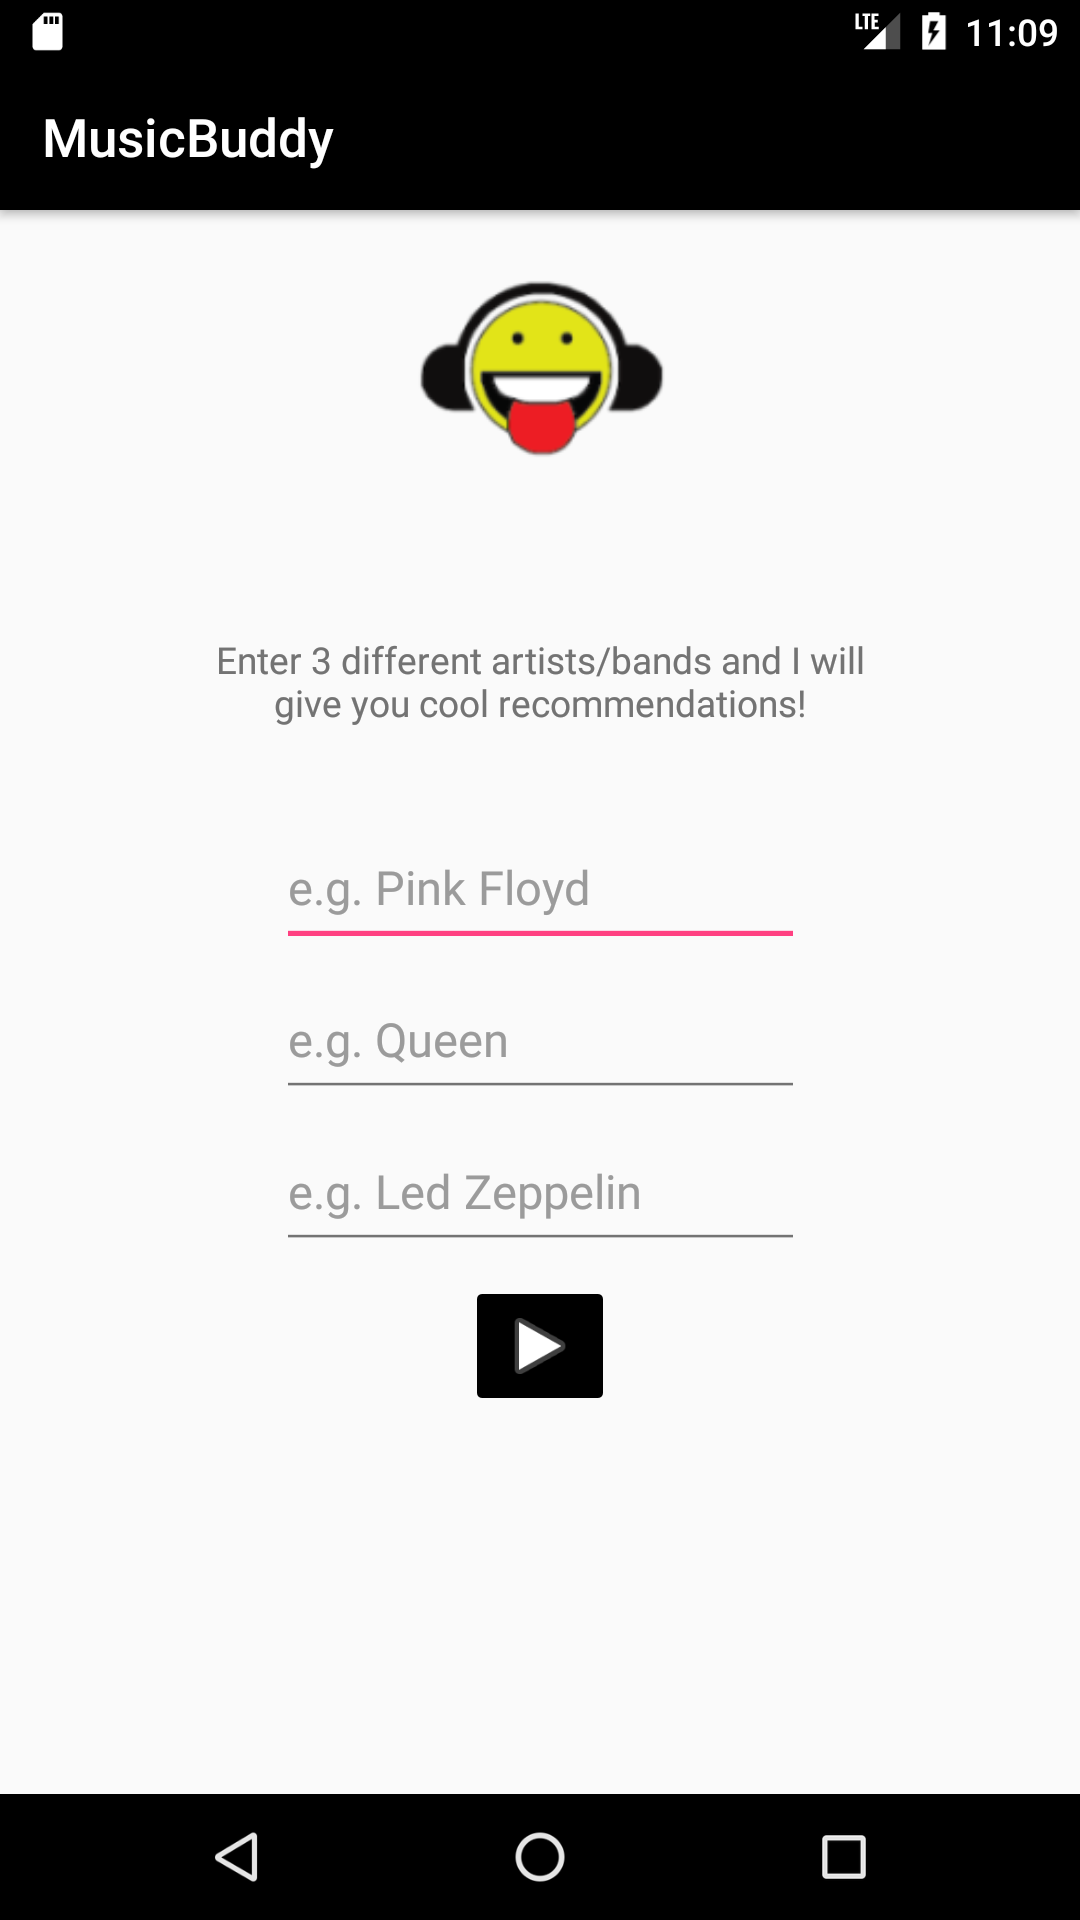 LTE 11:09
MusicBuddy
Enter 3 different artists/bands and I will
give you cool recommendations!
e.g. Pink Floyd
e.g. Queen
e.g. Led Zeppelin